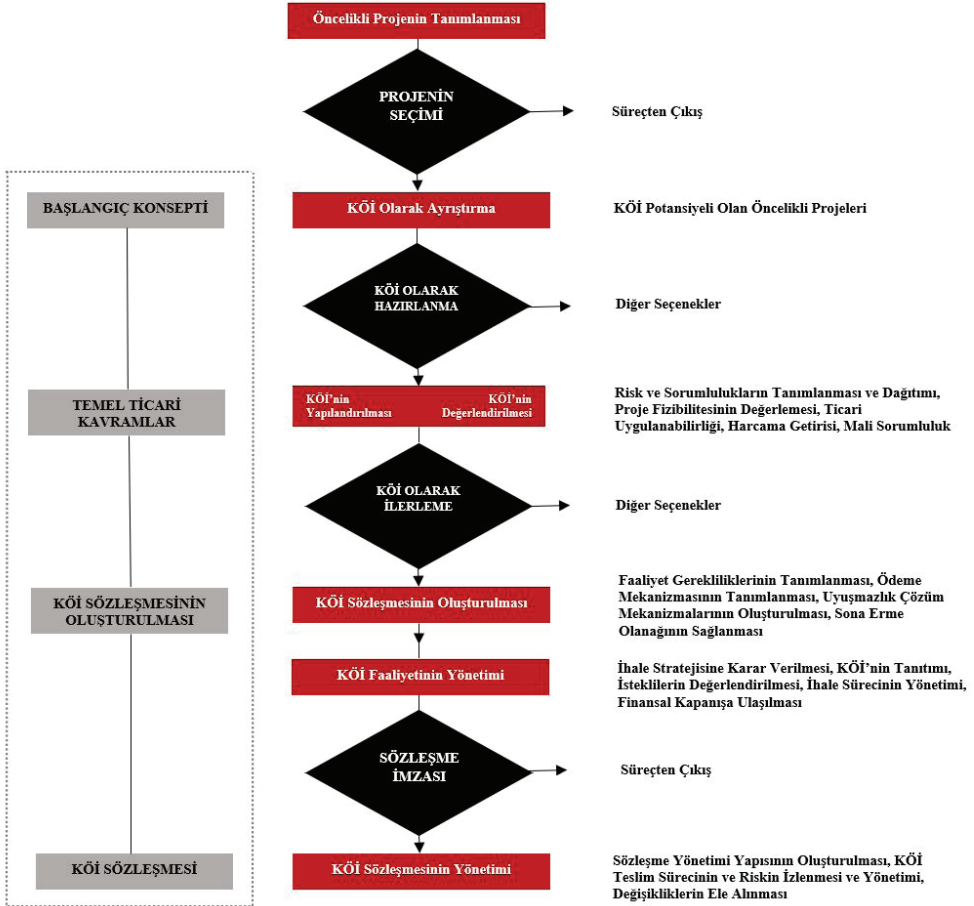 Öncelikli Projenin Tanımlanması
PROJENİN
SEÇİMİ
Süreçten Çıkış
BAŞLANGIÇ KONSEPTİ
KÖİ Olarak Ayrıştırma
KÖİ Potansiyeli Olan Öncelikli Projeleri
KÖİ OLARAK
HAZIRLANMA
Diğer Seçenekler
TEMEL TİCARİ
KAVRAMLAR
KÖİ'nin
Yapılandırılması
KÖİ'nin
Değerlendirilmesi
Risk ve Sorumlulukların Tanımlanması ve Dağıtımı,
Proje Fizibilitesinin Değerlemesi, Ticari
Uygulanabilirliği, Harcama Getirisi, Mali Sorumluluk
KÖİ OLARAK
İLERLEME
Diğer Seçenekler
KÖİ SÖZLEŞMESİNİN
OLUŞTURULMASI
KÖİ Sözleşmesinin Oluşturulması
Faaliyet Gerekliliklerinin Tanımlanması, Ödeme
Mekanizmasının Tanımlanması, Uyuşmazlık Çözüm
Mekanizmalarının Oluşturulması, Sona Erme
Olanağının Sağlanması
KÖİ Faaliyetinin Yönetimi
İhale Stratejisine Karar Verilmesi, KÖİ'nin Tanıtımı,
İsteklilerin Değerlendirilmesi, İhale Sürecinin Yönetimi,
Finansal Kapanışa Ulaşılması
SÖZLEŞME
İMZASI
Süreçten Çıkış
KÖİ SÖZLEŞMESİ
KÖİ Sözleşmesinin Yönetimi
Sözleşme Yönetimi Yapısının Oluşturulması, KÖİ
Teslim Sürecinin ve Riskin İzlenmesi ve Yönetimi,
Değişikliklerin Ele Alınması